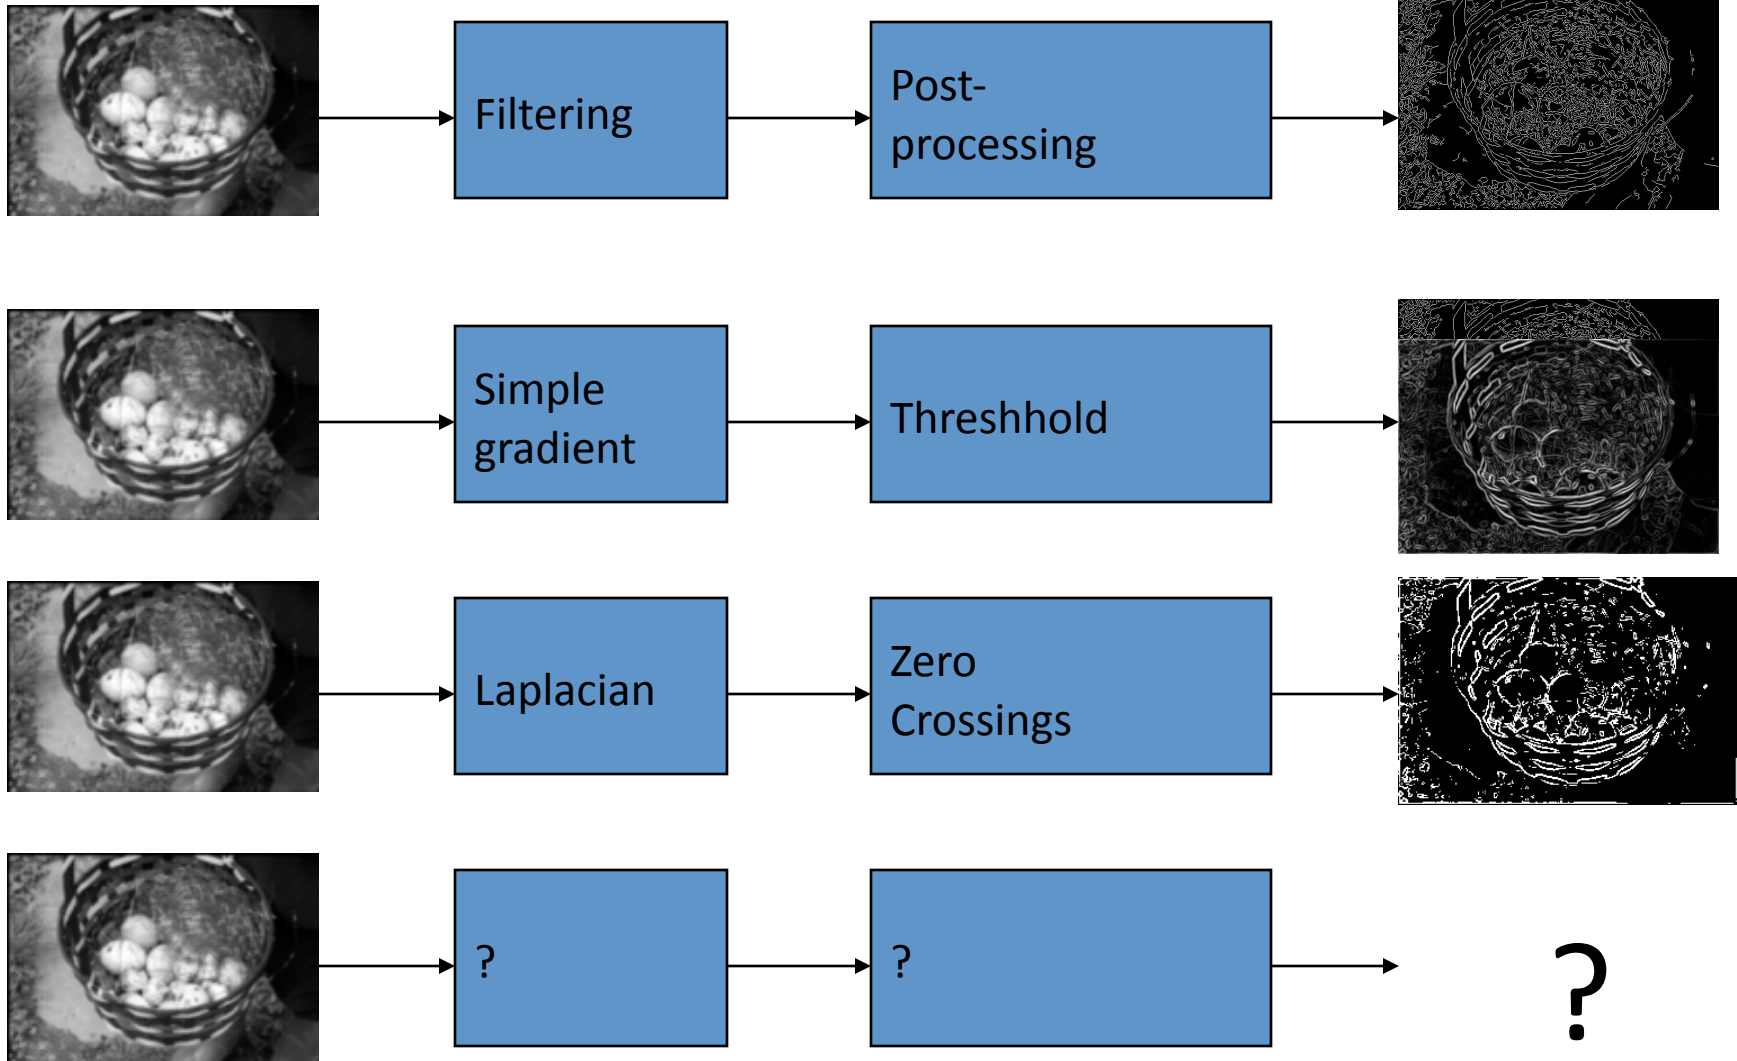 Filtering
Post-
processing
Simple
gradient
Threshhold
Laplacian
Zero
Crossings
?
?
?